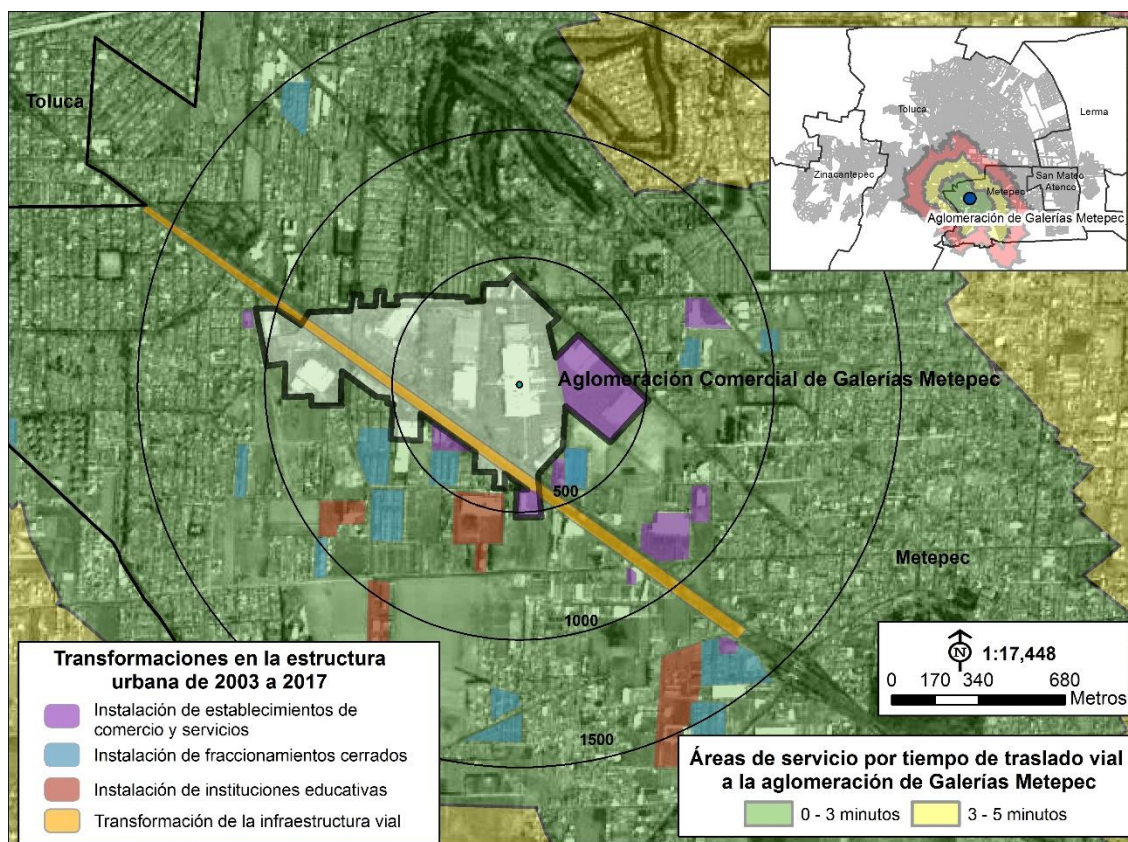 Toluca
Toluca
Lerma
Zinacantepec
San Mateo
Atenco
Metepec
Aglomeración de Galerías Metepec
Aglomeración Comercial de Galerías Metepec
500
Metepec
1000
1500
Transformaciones en la estructura
urbana de 2003 a 2017
Instalación de establecimientos de
comercio y servicios
Instalación de fraccionamientos cerrados
Instalación de instituciones educativas
Transformación de la infraestructura vial
N
1:17,448
0 170 340 680
Metros
Áreas de servicio por tiempo de traslado vial
a la aglomeración de Galerías Metepec
0 - 3 minutos 3 - 5 minutos